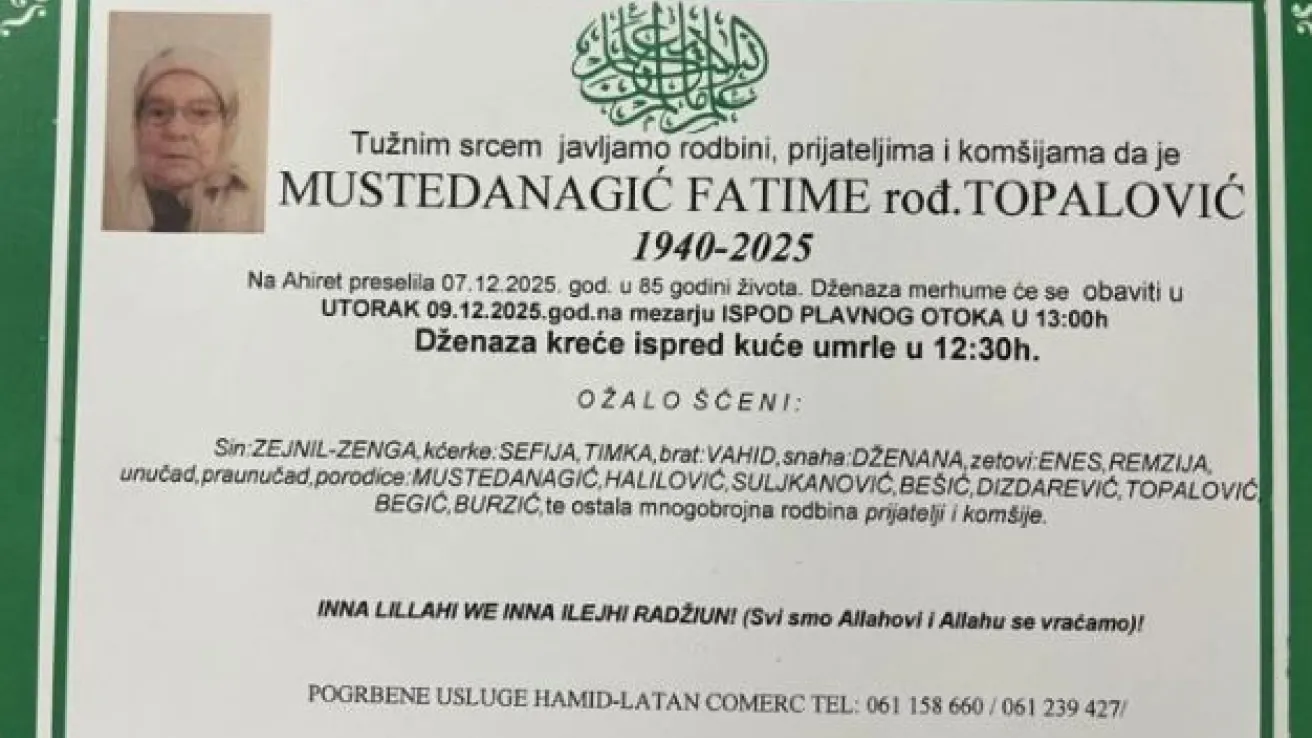 Tužnim srcem javljamo rodbini, prijateljima i komšijama da je
MUSTEDANAGIĆ FATIME rođ.TOPALOVIĆ
1940-2025
Na Ahiret preselila 07.12.2025. god. u 85 godini života. Dženaza merhume će se obaviti u
UTORAK 09.12.2025.god.na mezarju ISPOD PLAVNOG OTOKA U 13:00h
Dženaza kreće ispred kuće umrle u 12:30h.
OŽALO ŠĆENI:
Sin:ZEJNIL-ZENGA,kćerke:SEFIJA,TIMKA,brat:VAHID,snaha:DŽENANA,zetovi:ENES,REMZIJA,
unučad,praunučad,porodice:MUSTEDANAGIĆ,HALILOVIĆ,SULJKANOVIĆ,BEŠIĆ,DIZDAREVIĆ,TOPALOVIĆ,
BEGIĆ,BURZIĆ,te ostala mnogobrojna rodbina prijatelji i komšije.
INNA LILLAHI WE INNA ILEJHI RADŽIUN! (Svi smo Allahovi i Allahu se vraćamo)!
POGRBENE USLUGE HAMID-LATAN COMERC TEL: 061 158 660 / 061 239 427/